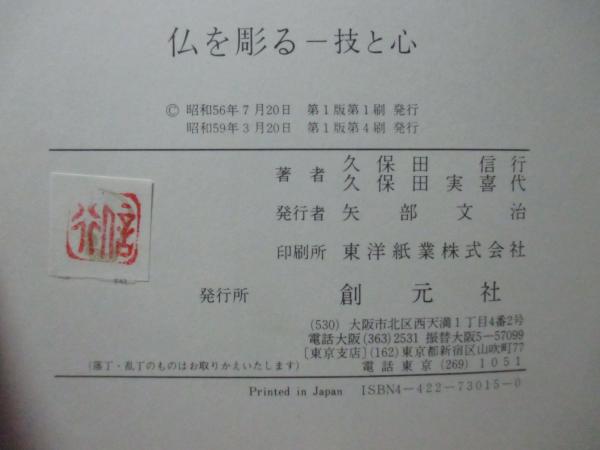 仏を彫る－技と心
© 昭和56年7月20日 第1版第1刷 発行
昭和59年3月20日 第1版第4刷 発行
著者 久保田 信行
久保田 実喜代
発行者 矢部文治
印刷所 東洋紙業株式会社
発行所 創元社
(530) 大阪市北区西天満1丁目4番2号
電話大阪(363)2531 振替大阪5-57099
[東京支店] (162)東京都新宿区山吹町77
(落丁・乱丁のものはお取りかえいたします) 電話 東京 (269) 1051
Printed in Japan ISBN4-422-73015-0